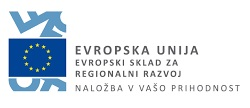 EVROPSKA UNIJA
EVROPSKI SKLAD ZA
REGIONALNI RAZVOJ
NALOŽBA V VAŠO PRIHODNOST